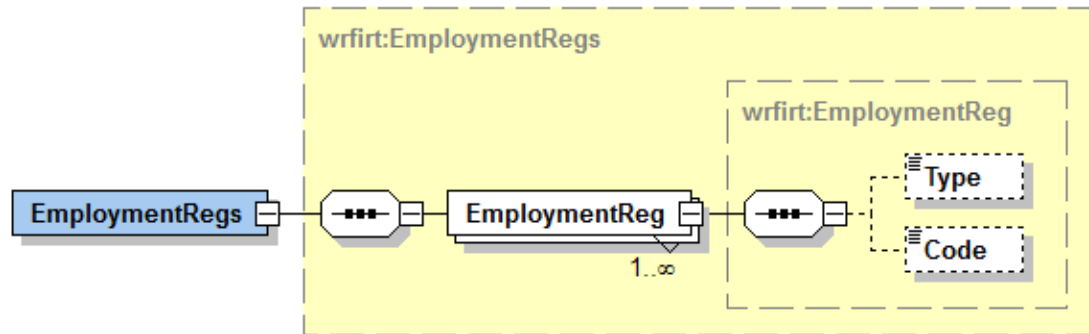 wrfirt:EmploymentRegs
wrfirt:EmploymentReg
Type
EmploymentRegs
EmploymentReg
Code
1..∞